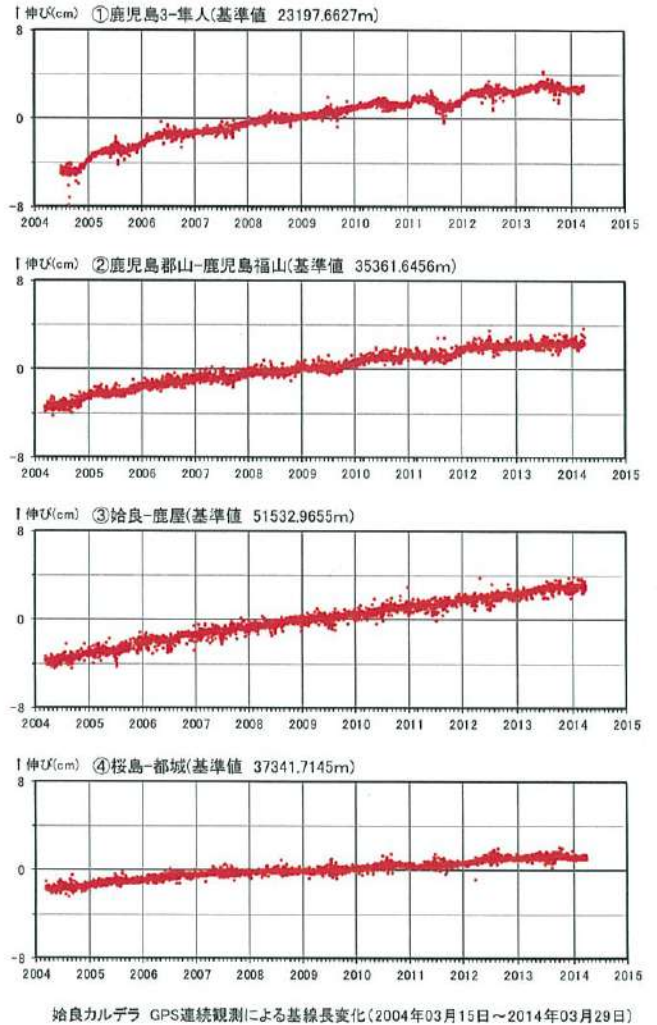 ↑伸び(cm) ①鹿児島3-隼人(基準値 23197.6627m)
8
0
-8
2004 2005 2006 2007 2008 2009 2010 2011 2012 2013 2014 2015
↑伸び(cm) ②鹿児島郡山-鹿児島福山(基準値 35361.6456m)
8
0
-8
2004 2005 2006 2007 2008 2009 2010 2011 2012 2013 2014 2015
↑伸び(cm) ③姶良-鹿屋(基準値 51532.9655m)
8
0
-8
2004 2005 2006 2007 2008 2009 2010 2011 2012 2013 2014 2015
↑伸び(cm) ④桜島-都城(基準値 37341.7145m)
8
0
-8
2004 2005 2006 2007 2008 2009 2010 2011 2012 2013 2014 2015
姶良カルデラ GPS連続観測による基線長変化(2004年03月15日～2014年03月29日)